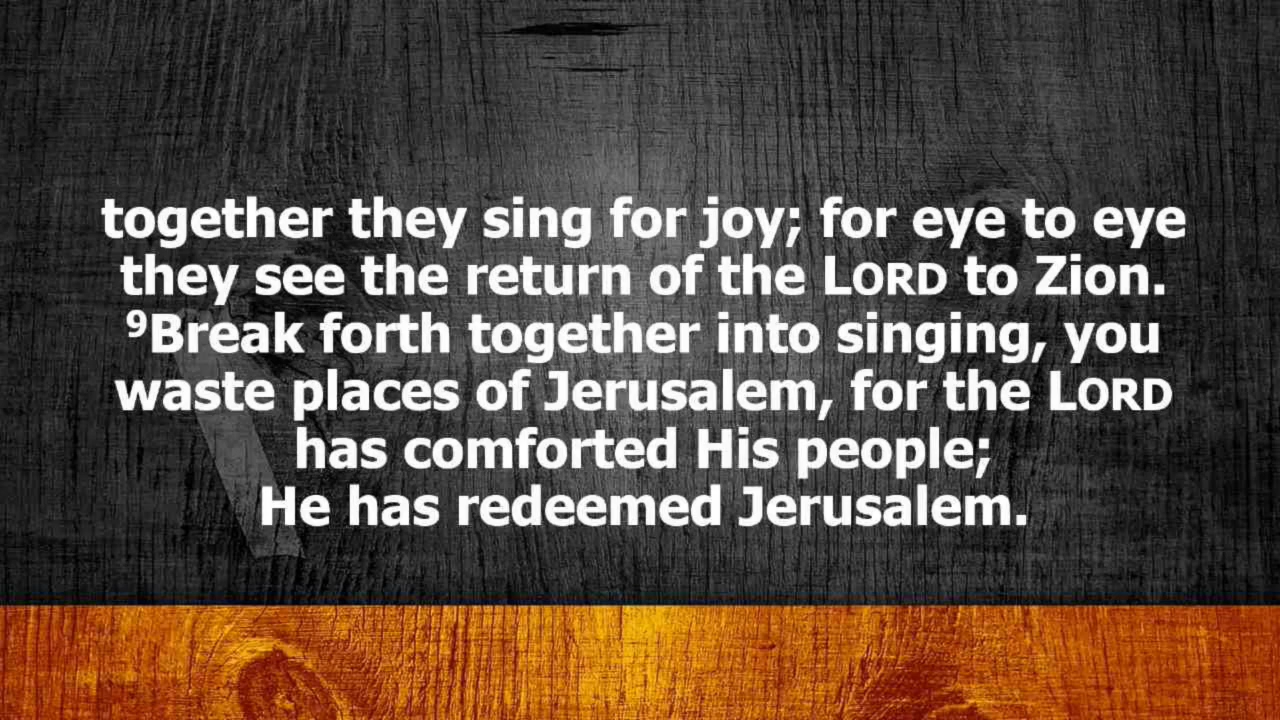 together they sing for joy; for eye to eye
they see the return of the LORD to Zion.
⁹Break forth together into singing, you
waste places of Jerusalem, for the LORD
has comforted His people;
He has redeemed Jerusalem.